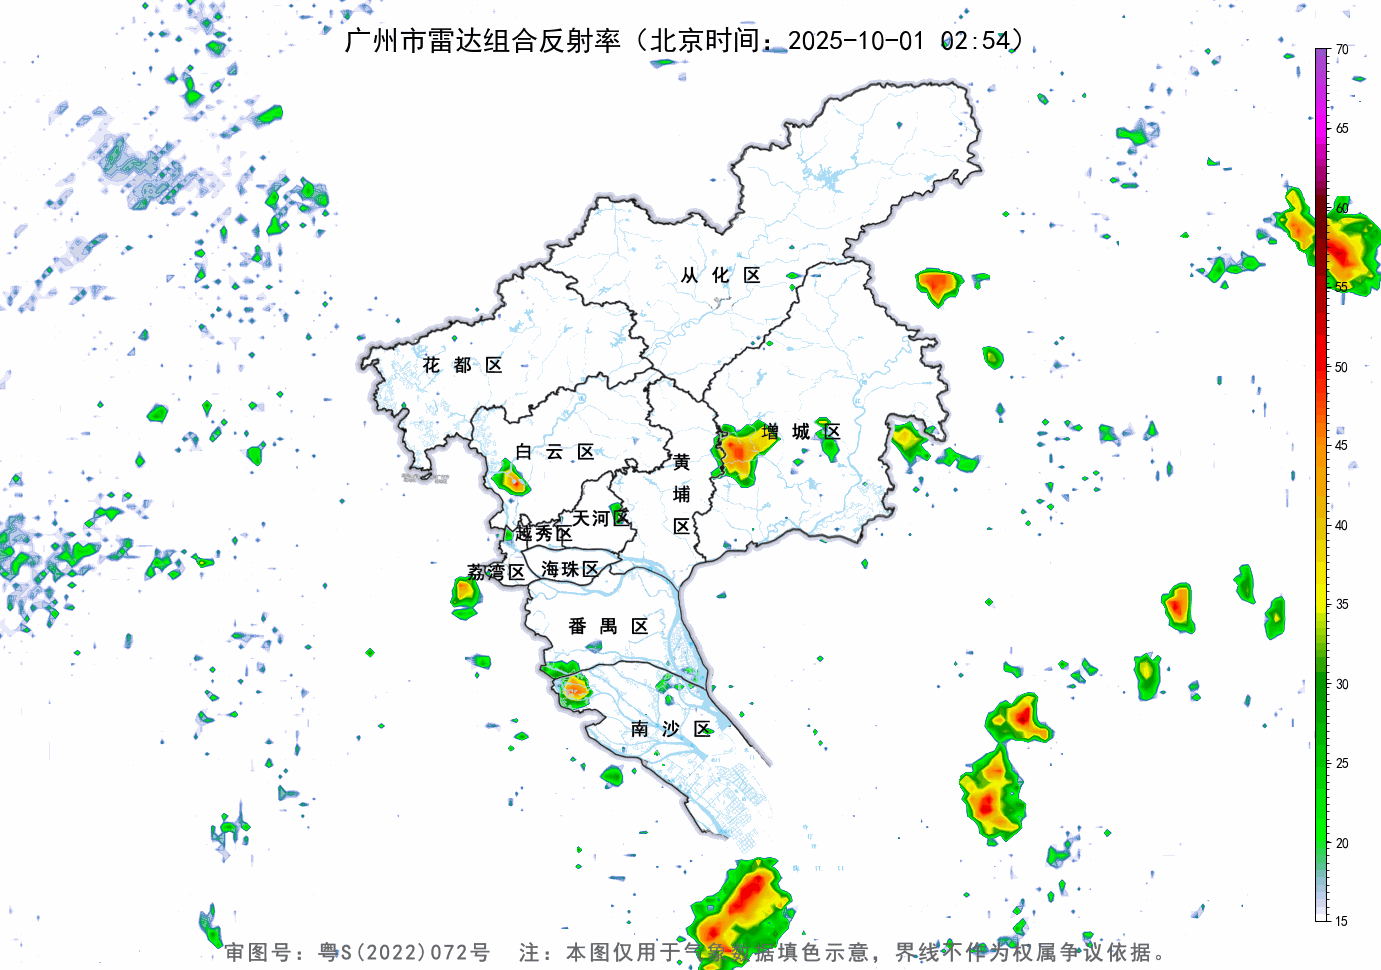 广州市雷达组合反射率（北京时间：2025-10-01 02:54）
70
65
60
55
50
45
40
35
30
25
20
15
从化区
花都区
增城区
白云区
黄埔区
天河区
越秀区
荔湾区
海珠区
番禺区
南沙区
审图号：粤S(2022)072号 注：本图仅用于气象数据填色示意，界线不作为权属争议依据。